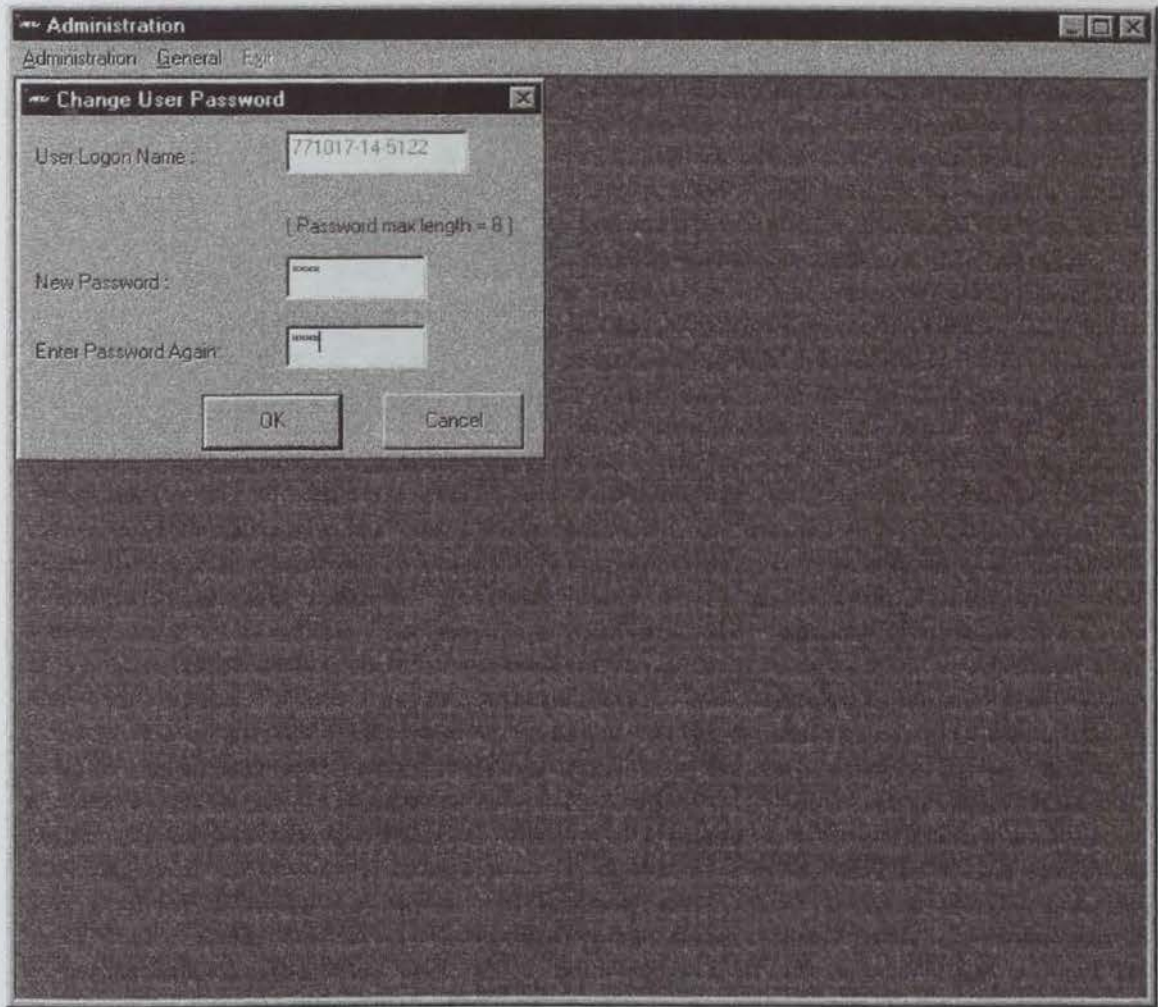 Administration
Administration General Exit
Change User Password
User Logon Name : 771017-14-5122
[ Password max length = 8 ]
New Password : ****
Enter Password Again: ****
OK Cancel